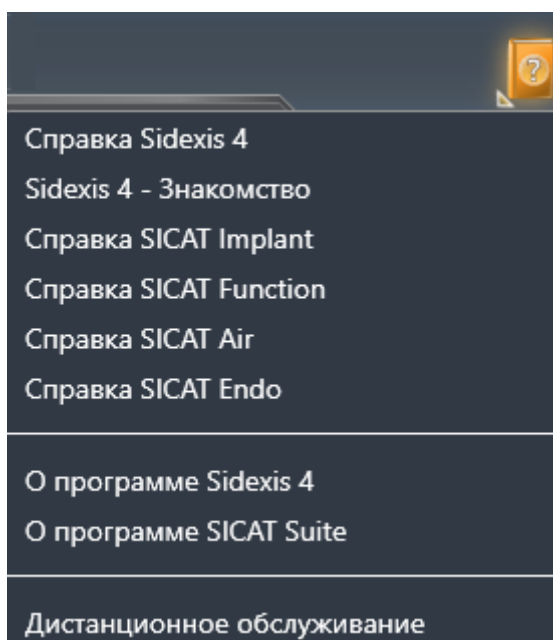 ?
Справка Sidexis 4
Sidexis 4 - Знакомство
Справка SICAT Implant
Справка SICAT Function
Справка SICAT Air
Справка SICAT Endo
О программе Sidexis 4
О программе SICAT Suite
Дистанционное обслуживание